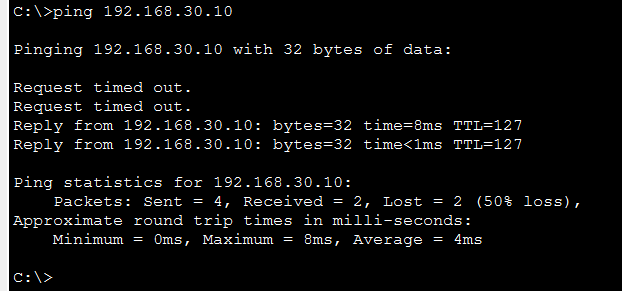 C:\>ping 192.168.30.10
Pinging 192.168.30.10 with 32 bytes of data:
Request timed out.
Request timed out.
Reply from 192.168.30.10: bytes=32 time=8ms TTL=127
Reply from 192.168.30.10: bytes=32 time<1ms TTL=127
Ping statistics for 192.168.30.10:
Packets: Sent = 4, Received = 2, Lost = 2 (50% loss),
Approximate round trip times in milli-seconds:
Minimum = 0ms, Maximum = 8ms, Average = 4ms
C:\>